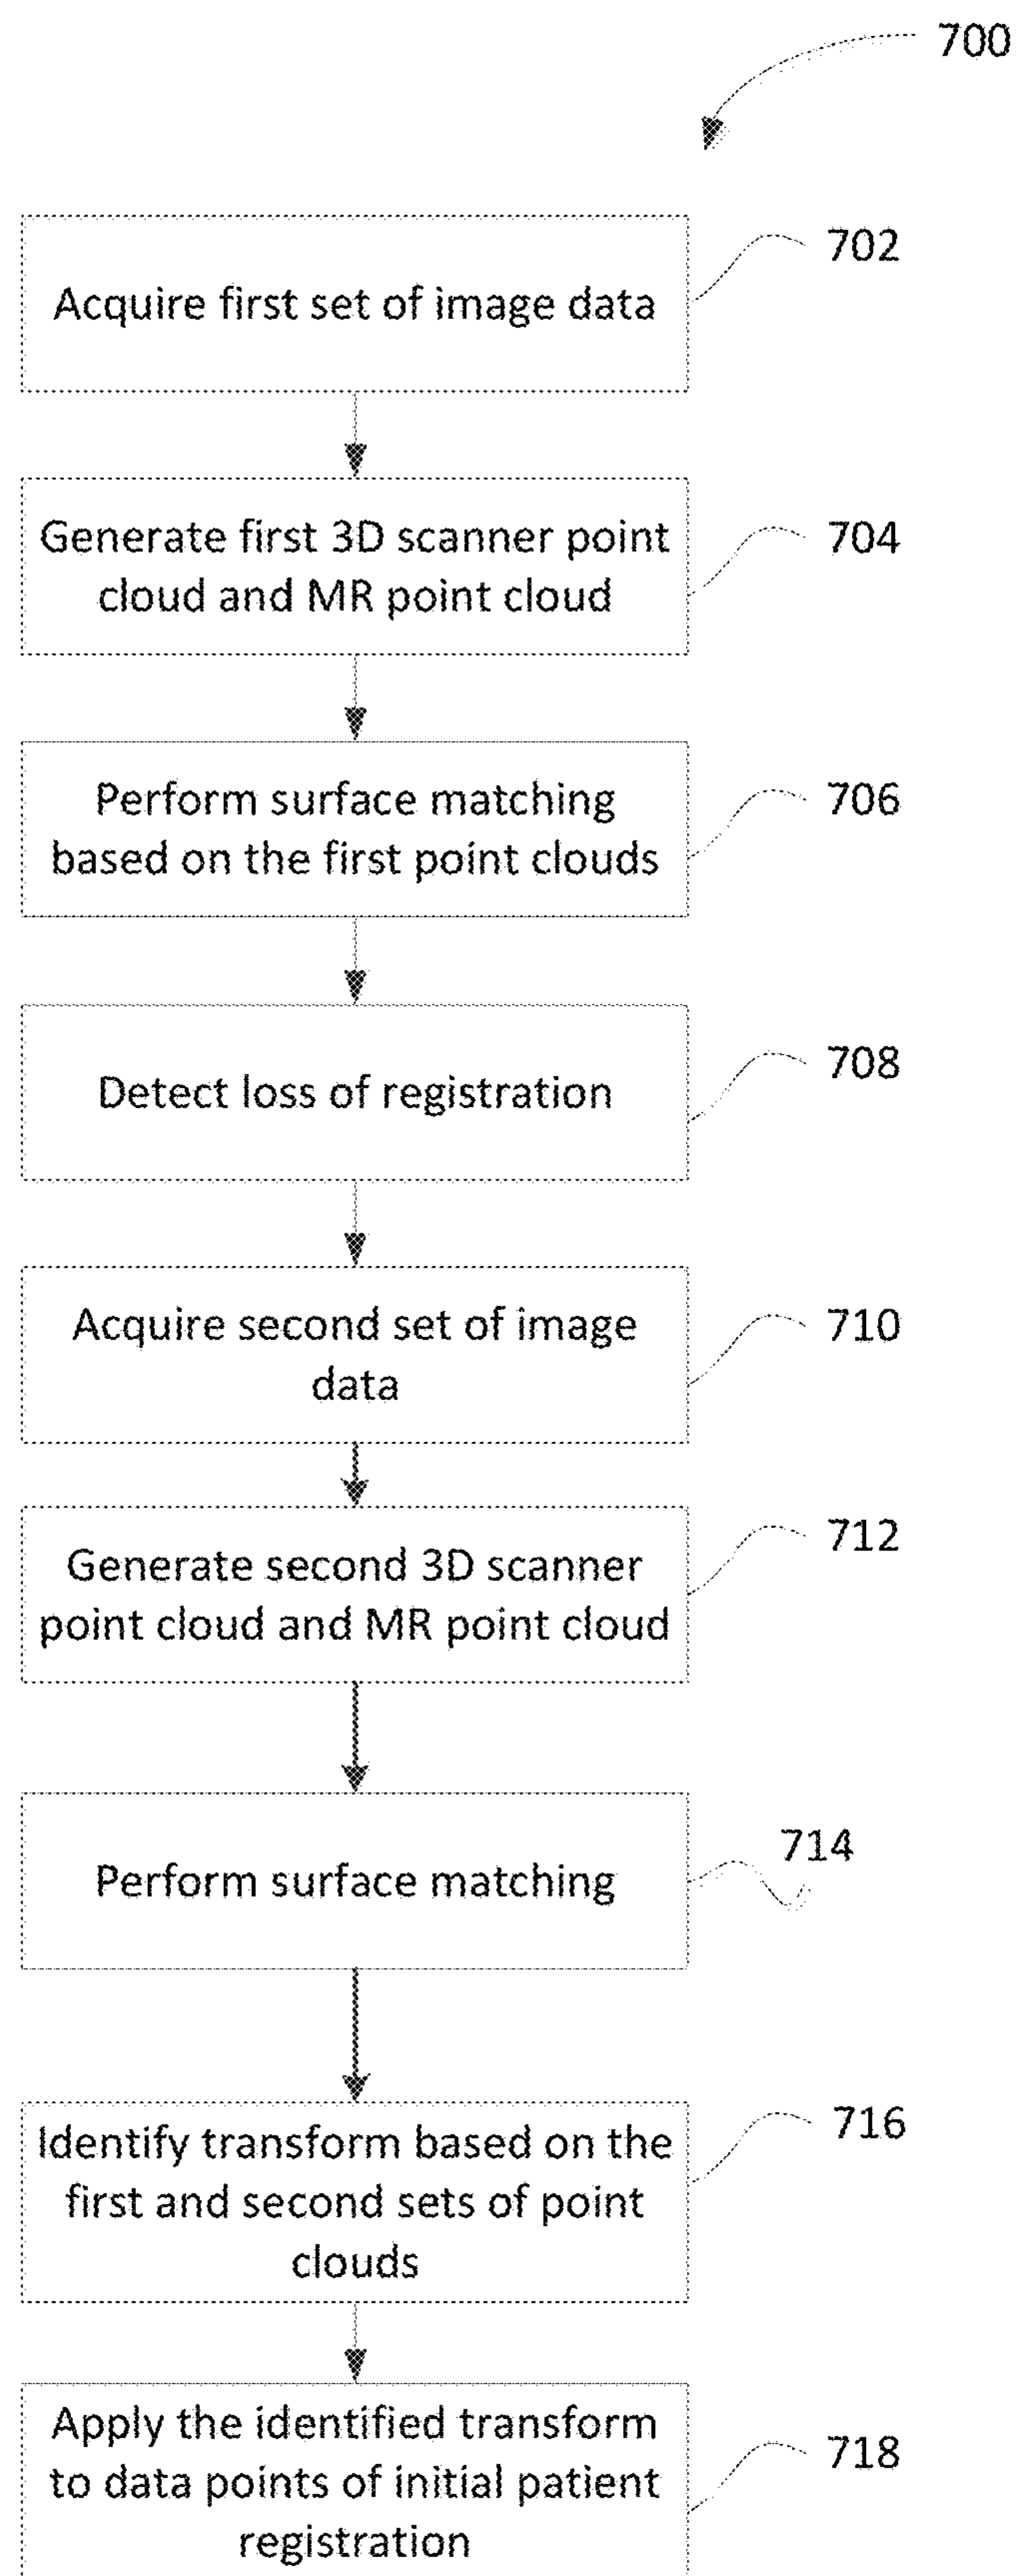 700
Acquire first set of image data
702
Generate first 3D scanner point
cloud and MR point cloud
704
Perform surface matching
based on the first point clouds
706
Detect loss of registration
708
Acquire second set of image
data
710
Generate second 3D scanner
point cloud and MR point cloud
712
Perform surface matching
714
Identify transform based on the
first and second sets of point
clouds
716
Apply the identified transform
to data points of initial patient
registration
718